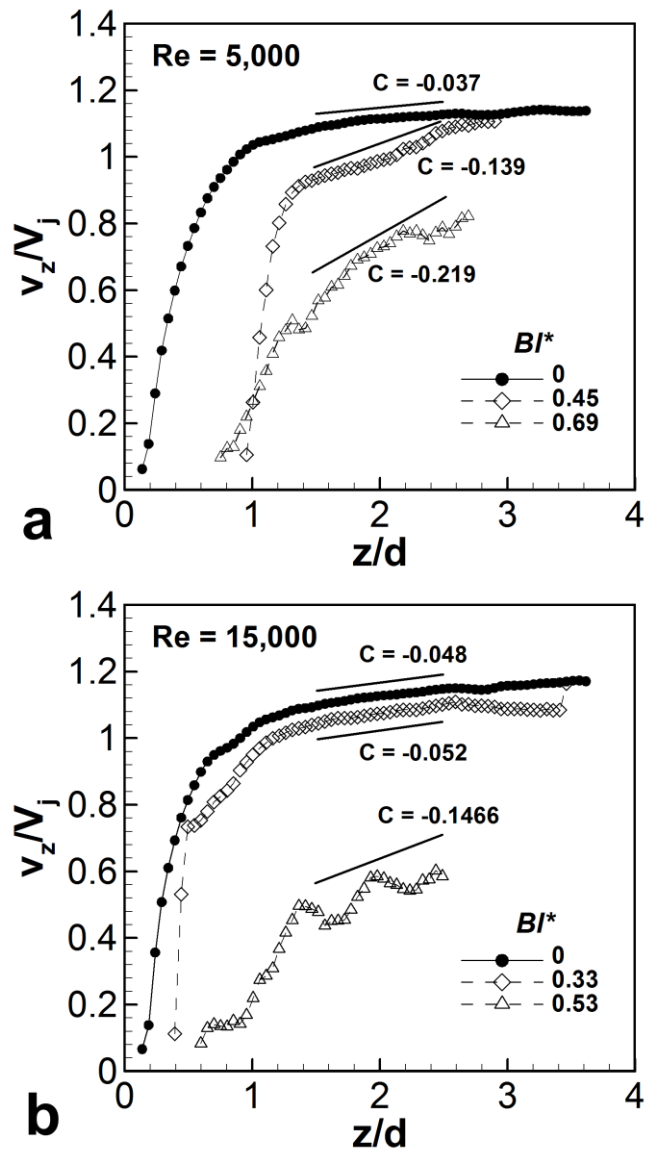 1.4
Re = 5,000
C = -0.037
1.2
1
C = -0.139
0.8
v_z/V_j
C = -0.219
0.6
Bl*
0.4
0
0.45
0.2
0.69
0
0 1 2 3 4
a
z/d
1.4
Re = 15,000
C = -0.048
1.2
1
C = -0.052
0.8
v_z/V_j
C = -0.1466
0.6
Bl*
0.4
0
0.33
0.2
0.53
0
0 1 2 3 4
b
z/d